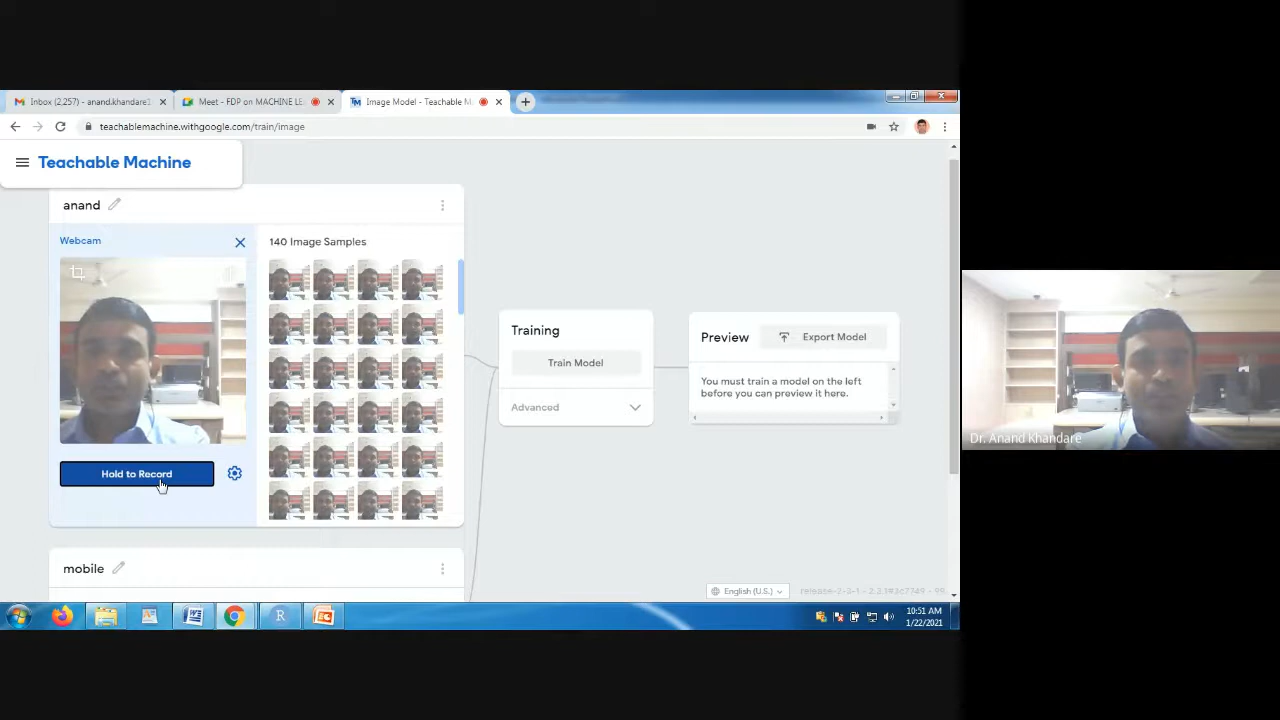 Inbox (2,257) - anand.khandare1
Meet - FDP on MACHINE LE
Image Model - Teachable M
teachablemachine.withgoogle.com/train/image
Teachable Machine
anand
Webcam
140 Image Samples
Hold to Record
mobile
Training
Train Model
Advanced
Preview
Export Model
You must train a model on the left
before you can preview it here.
English (U.S.)
10:51 AM
1/22/2021
Dr. Anand Khandare